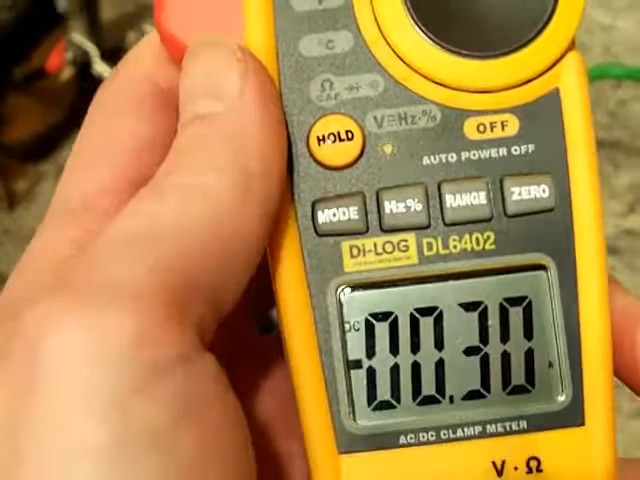 F
°C
Ω
CAP
V Hz·%
HOLD
OFF
AUTO POWER OFF
MODE Hz% RANGE ZERO
Di-LOG DL6402
DC
-00.30 A
AC/DC CLAMP METER
V · Ω